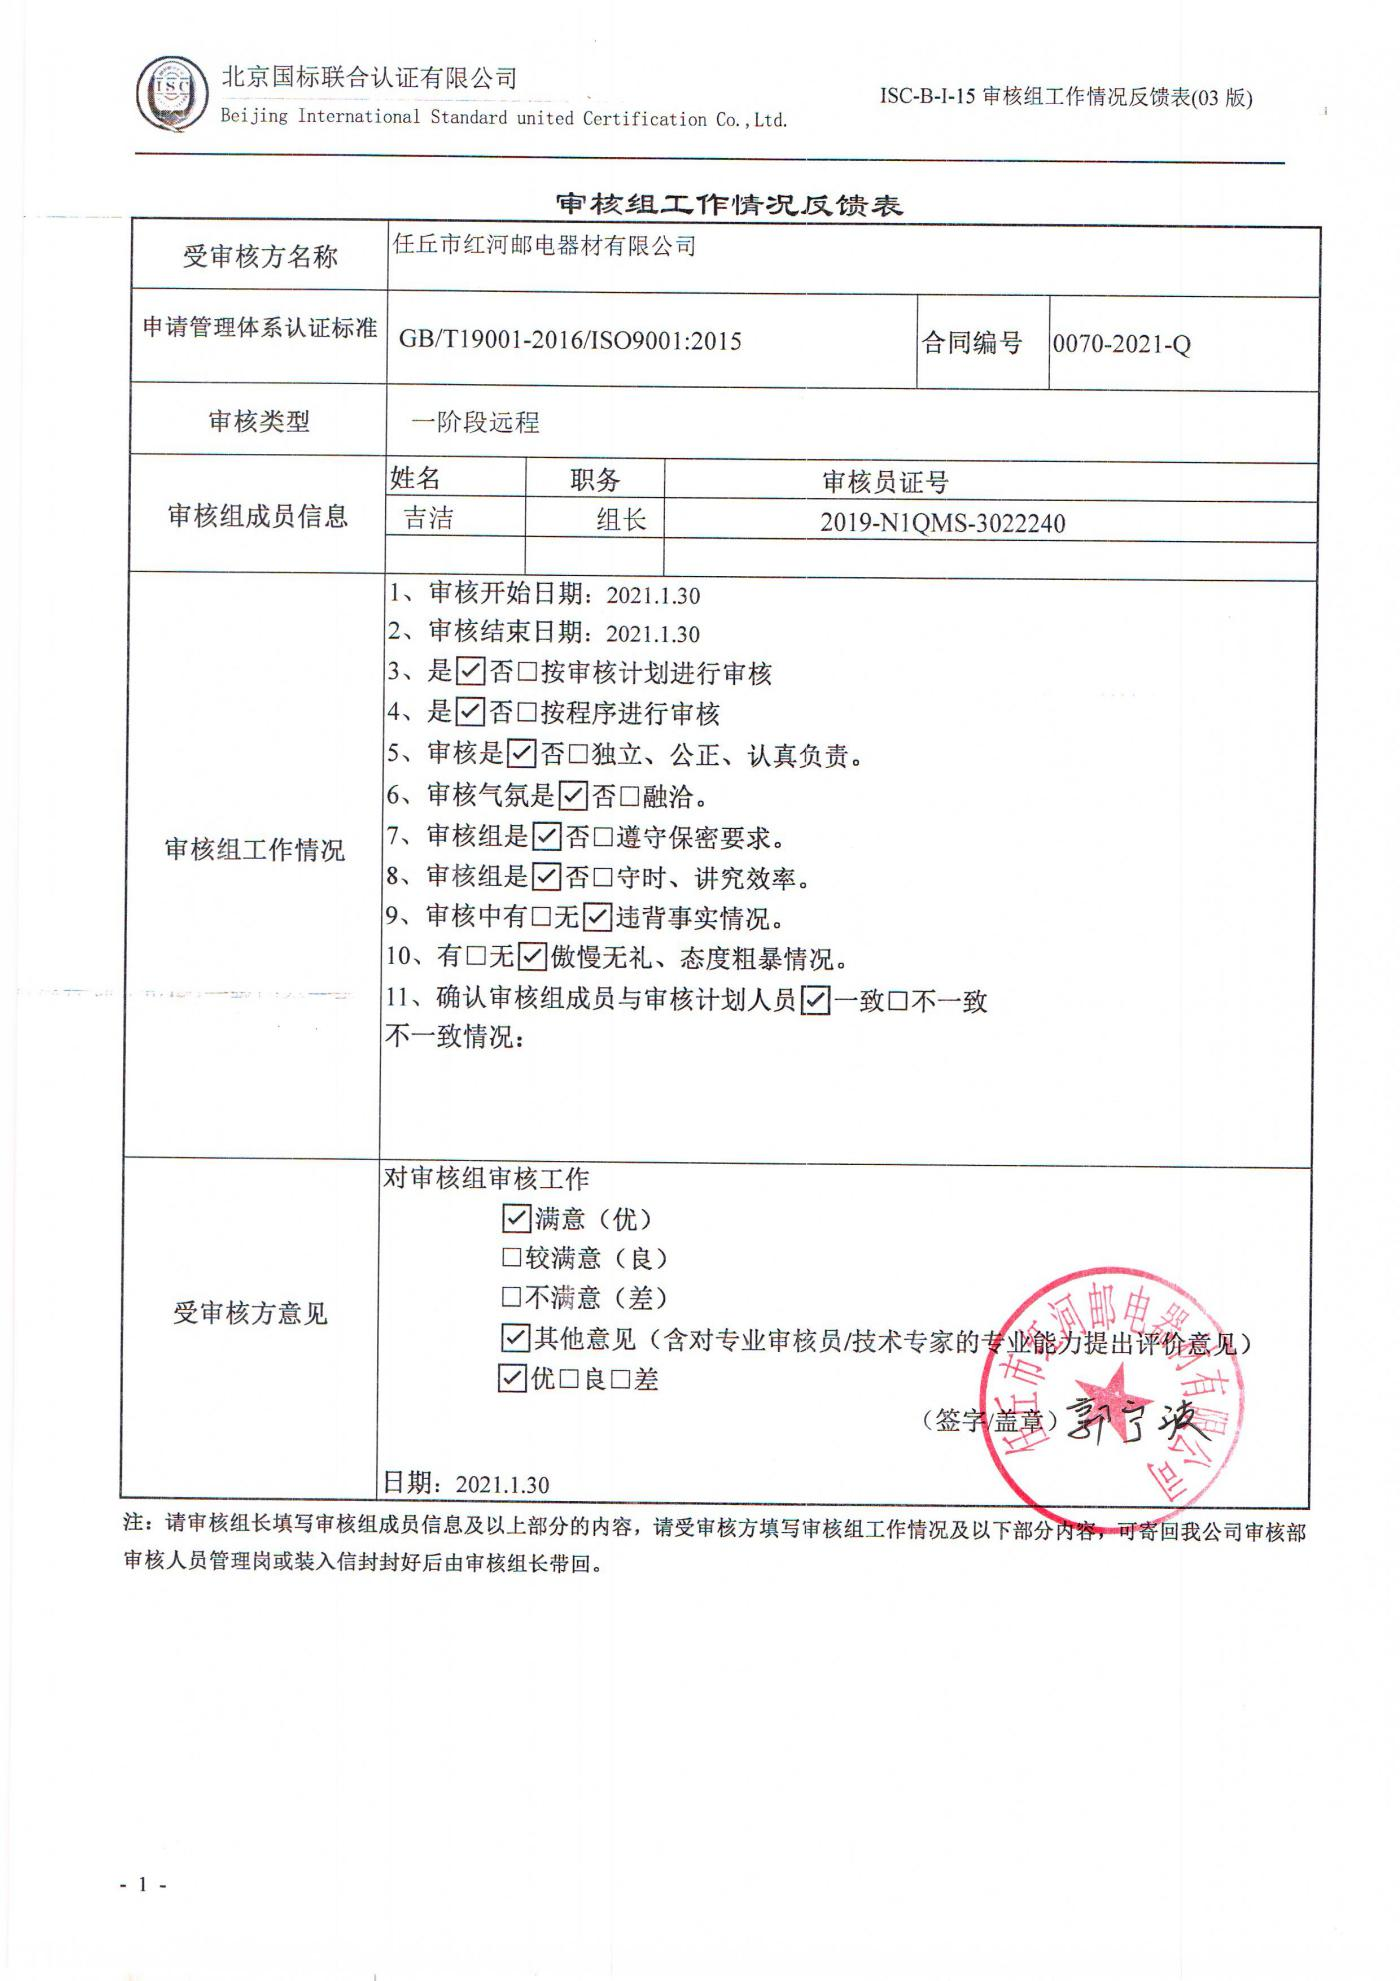 ISC
北京国标联合认证有限公司
Beijing International Standard united Certification Co.,Ltd.
ISC-B-I-15 审核组工作情况反馈表(03 版)
审核组工作情况反馈表
受审核方名称 任丘市红河邮电器材有限公司
申请管理体系认证标准 GB/T19001-2016/ISO9001:2015 合同编号 0070-2021-Q
审核类型 一阶段远程
审核组成员信息
姓名 职务 审核员证号
吉洁 组长 2019-N1QMS-3022240
审核组工作情况
1、审核开始日期：2021.1.30
2、审核结束日期：2021.1.30
3、是☑否□按审核计划进行审核
4、是☑否□按程序进行审核
5、审核是☑否□独立、公正、认真负责。
6、审核气氛是☑否□融洽。
7、审核组是☑否□遵守保密要求。
8、审核组是☑否□守时、讲究效率。
9、审核中有□无☑违背事实情况。
10、有□无☑傲慢无礼、态度粗暴情况。
11、确认审核组成员与审核计划人员☑一致□不一致
不一致情况：
受审核方意见
对审核组审核工作
☑满意（优）
□较满意（良）
□不满意（差）
☑其他意见（含对专业审核员/技术专家的专业能力提出评价意见）
☑优□良□差
（签字/盖章）郭宁波
任丘市红河邮电器材有限公司
日期：2021.1.30
注：请审核组长填写审核组成员信息及以上部分的内容，请受审核方填写审核组工作情况及以下部分内容，可寄回我公司审核部
审核人员管理岗或装入信封封好后由审核组长带回。
- 1 -